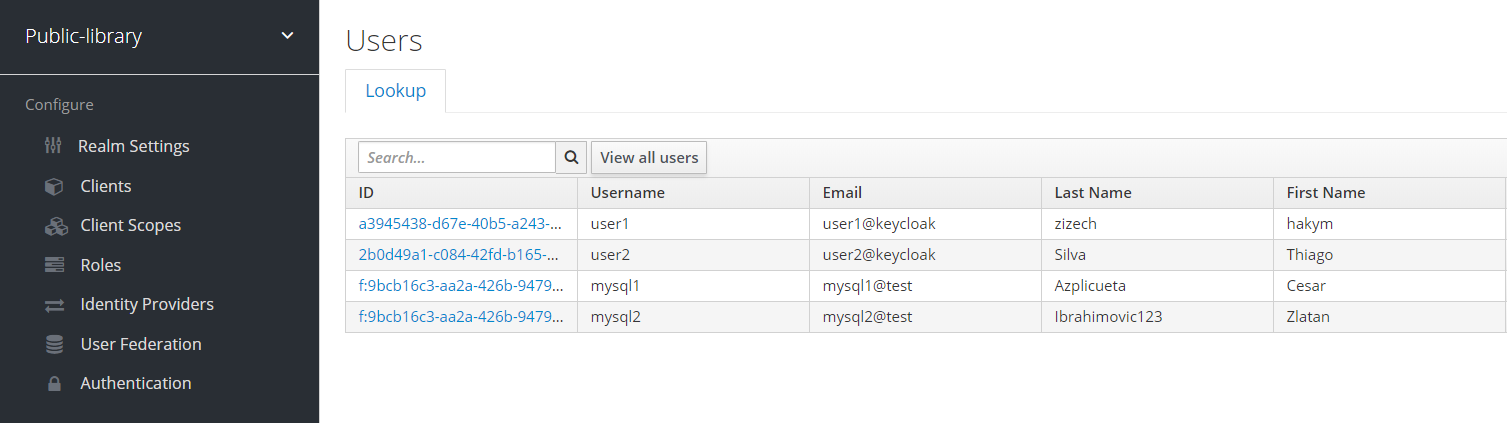 Public-library
Users
Lookup
Configure
Realm Settings
Clients
Client Scopes
Roles
Identity Providers
User Federation
Authentication
Search... View all users
ID Username Email Last Name First Name
a3945438-d67e-40b5-a243-... user1 user1@keycloak zizech hakym
2b0d49a1-c084-42fd-b165-... user2 user2@keycloak Silva Thiago
f:9bcb16c3-aa2a-426b-9479... mysql1 mysql1@test Azplicueta Cesar
f:9bcb16c3-aa2a-426b-9479... mysql2 mysql2@test Ibrahimovic123 Zlatan